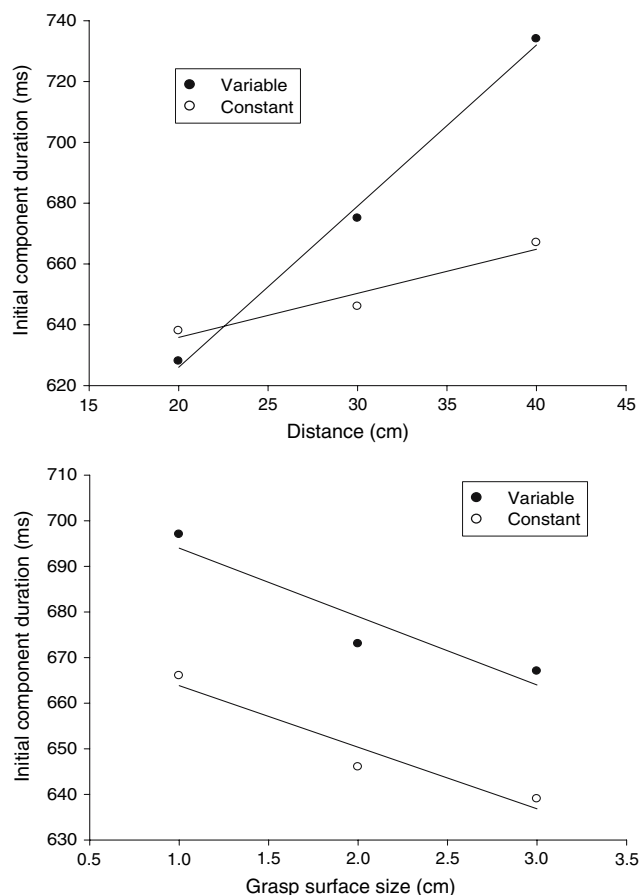 740
720
700
680
660
640
620
Initial component duration (ms)
Variable
Constant
15 20 25 30 35 40 45
Distance (cm)
710
700
690
680
670
660
650
640
630
Initial component duration (ms)
Variable
Constant
0.5 1.0 1.5 2.0 2.5 3.0 3.5
Grasp surface size (cm)